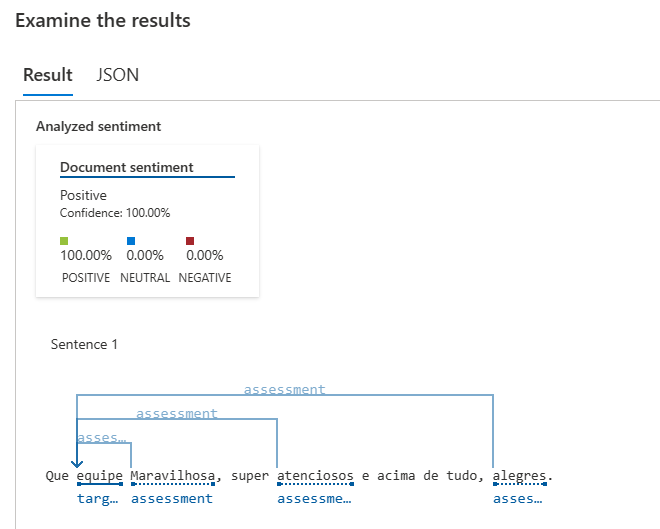 Examine the results
Result JSON
Analyzed sentiment
Document sentiment
Positive
Confidence: 100.00%
100.00% 0.00% 0.00%
POSITIVE NEUTRAL NEGATIVE
Sentence 1
assessment
assessment
asses…
Que equipe Maravilhosa, super atenciosos e acima de tudo, alegres.
targ… assessment assessme… asses…